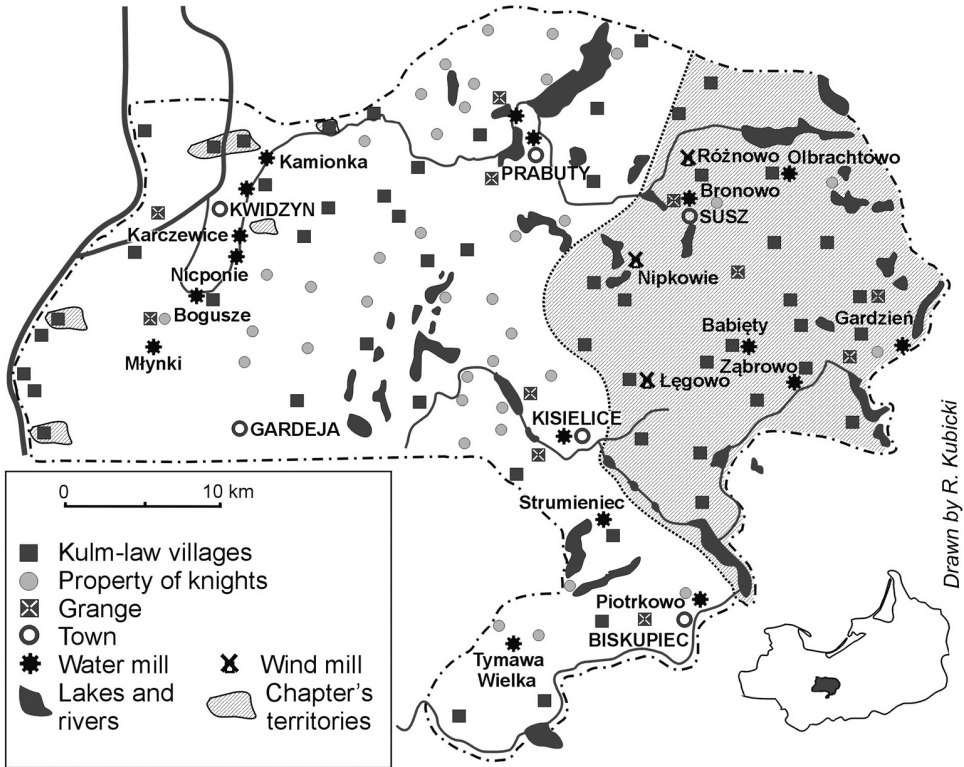 Kamionka
PRABUTY
Różnowo
Olbrachtowo
Bronowo
KWIDZYN
SUSZ
Karczewice
Nicponie
Nipkowie
Bogusze
Gardzień
Babięty
Młynki
Ząbrowo
Łęgowo
GARDEJA
KISIELICE
Strumieniec
Piotrkowo
BISKUPIEC
Tymawa
Wielka
0 10 km
Kulm-law villages
Property of knights
Grange
Town
Water mill
Wind mill
Lakes and
rivers
Chapter's
territories
Drawn by R. Kubicki